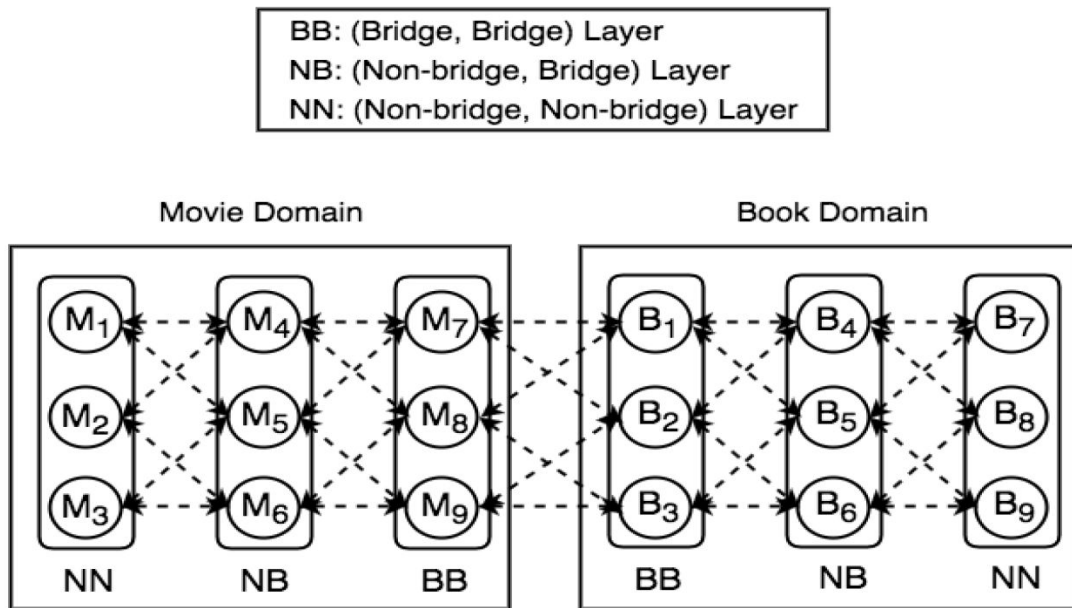 BB: (Bridge, Bridge) Layer
NB: (Non-bridge, Bridge) Layer
NN: (Non-bridge, Non-bridge) Layer
Movie Domain Book Domain
M₁ M₄ M₇ B₁ B₄ B₇
M₂ M₅ M₈ B₂ B₅ B₈
M₃ M₆ M₉ B₃ B₆ B₉
NN NB BB BB NB NN